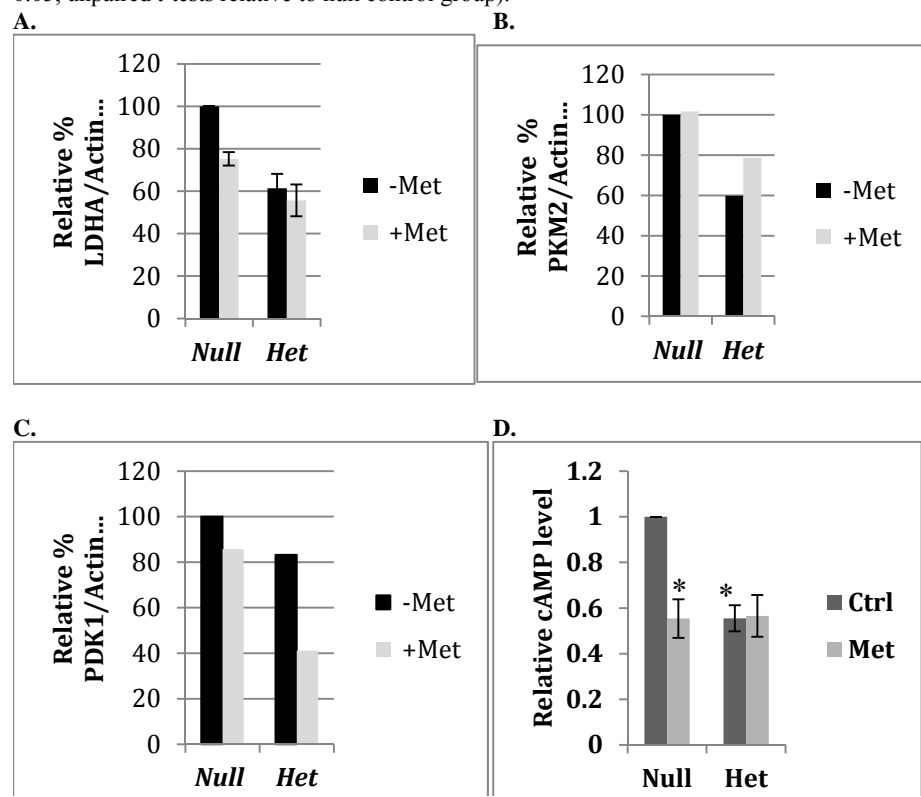 0.05, unpaired t-tests relative to null control group).
A.
120
100
80
60
40
20
0
Relative %
LDHA/Actin...
Null Het
-Met
+Met
B.
120
100
80
60
40
20
0
Relative %
PKM2/Actin...
Null Het
-Met
+Met
C.
120
100
80
60
40
20
0
Relative %
PDK1/Actin...
Null Het
-Met
+Met
D.
1.2
1
0.8
0.6
0.4
0.2
0
Relative cAMP level
* *
Null Het
Ctrl
Met